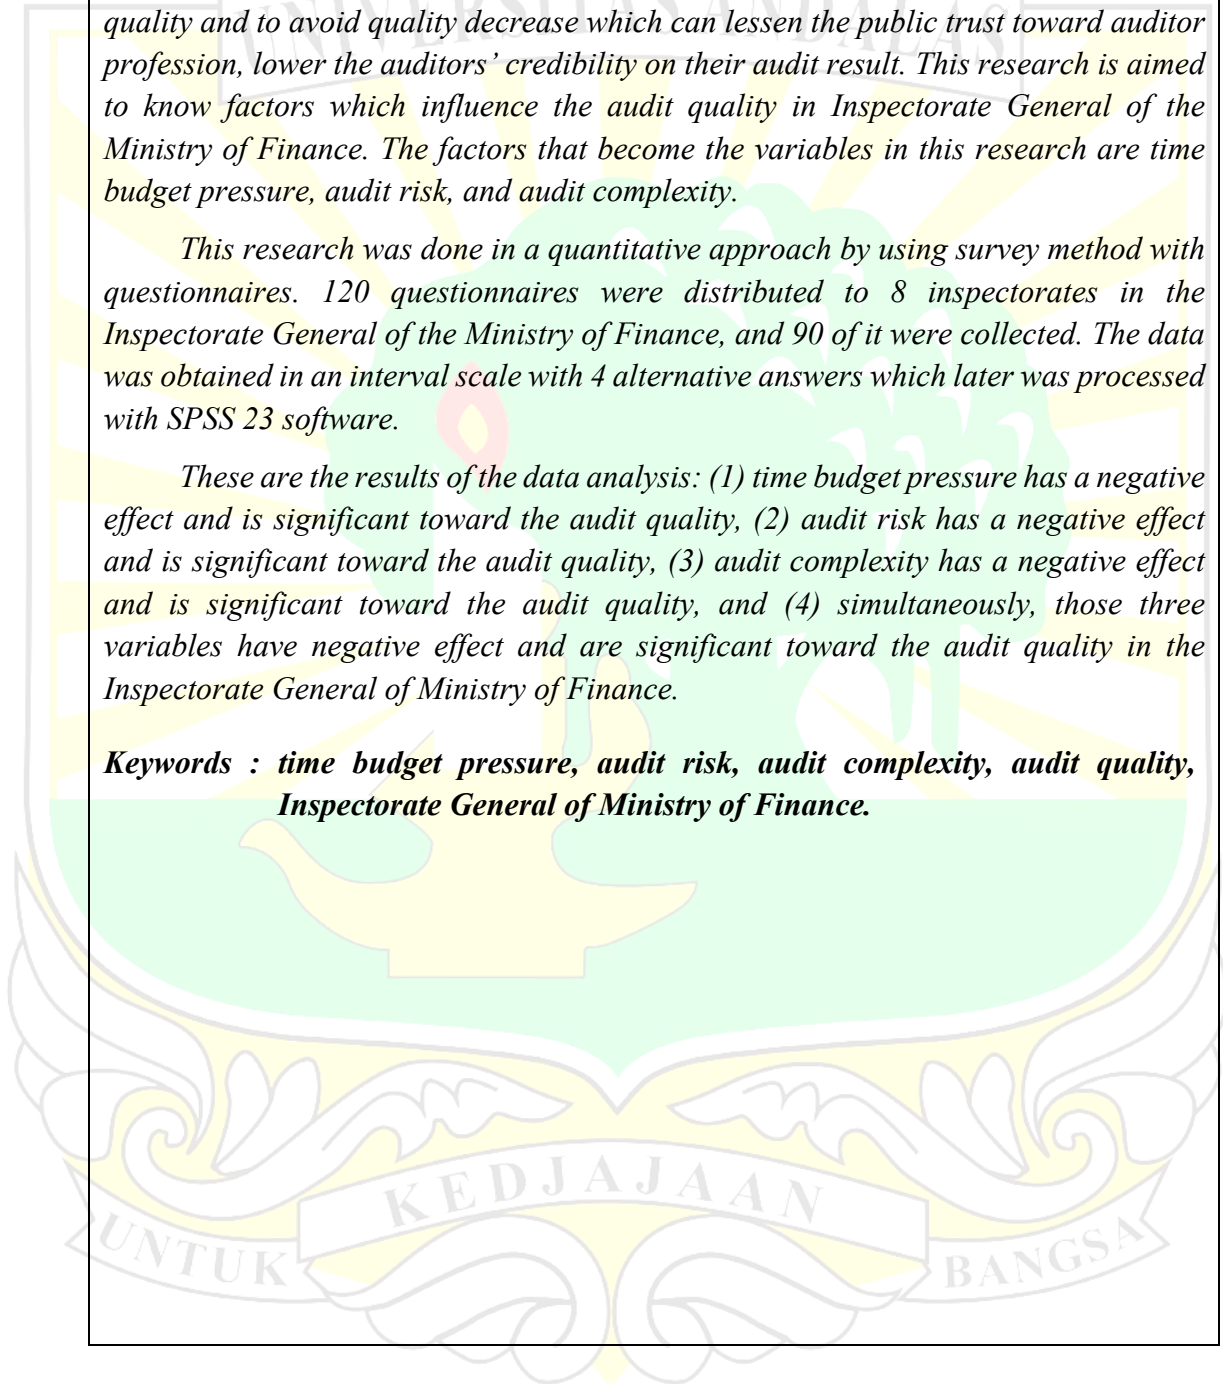 UNIVERSITAS ANDALAS
quality and to avoid quality decrease which can lessen the public trust toward auditor
profession, lower the auditors’ credibility on their audit result. This research is aimed
to know factors which influence the audit quality in Inspectorate General of the
Ministry of Finance. The factors that become the variables in this research are time
budget pressure, audit risk, and audit complexity.
This research was done in a quantitative approach by using survey method with
questionnaires. 120 questionnaires were distributed to 8 inspectorates in the
Inspectorate General of the Ministry of Finance, and 90 of it were collected. The data
was obtained in an interval scale with 4 alternative answers which later was processed
with SPSS 23 software.
These are the results of the data analysis: (1) time budget pressure has a negative
effect and is significant toward the audit quality, (2) audit risk has a negative effect
and is significant toward the audit quality, (3) audit complexity has a negative effect
and is significant toward the audit quality, and (4) simultaneously, those three
variables have negative effect and are significant toward the audit quality in the
Inspectorate General of Ministry of Finance.
Keywords : time budget pressure, audit risk, audit complexity, audit quality,
Inspectorate General of Ministry of Finance.
UNTUK KEDJAJAAN BANGSA